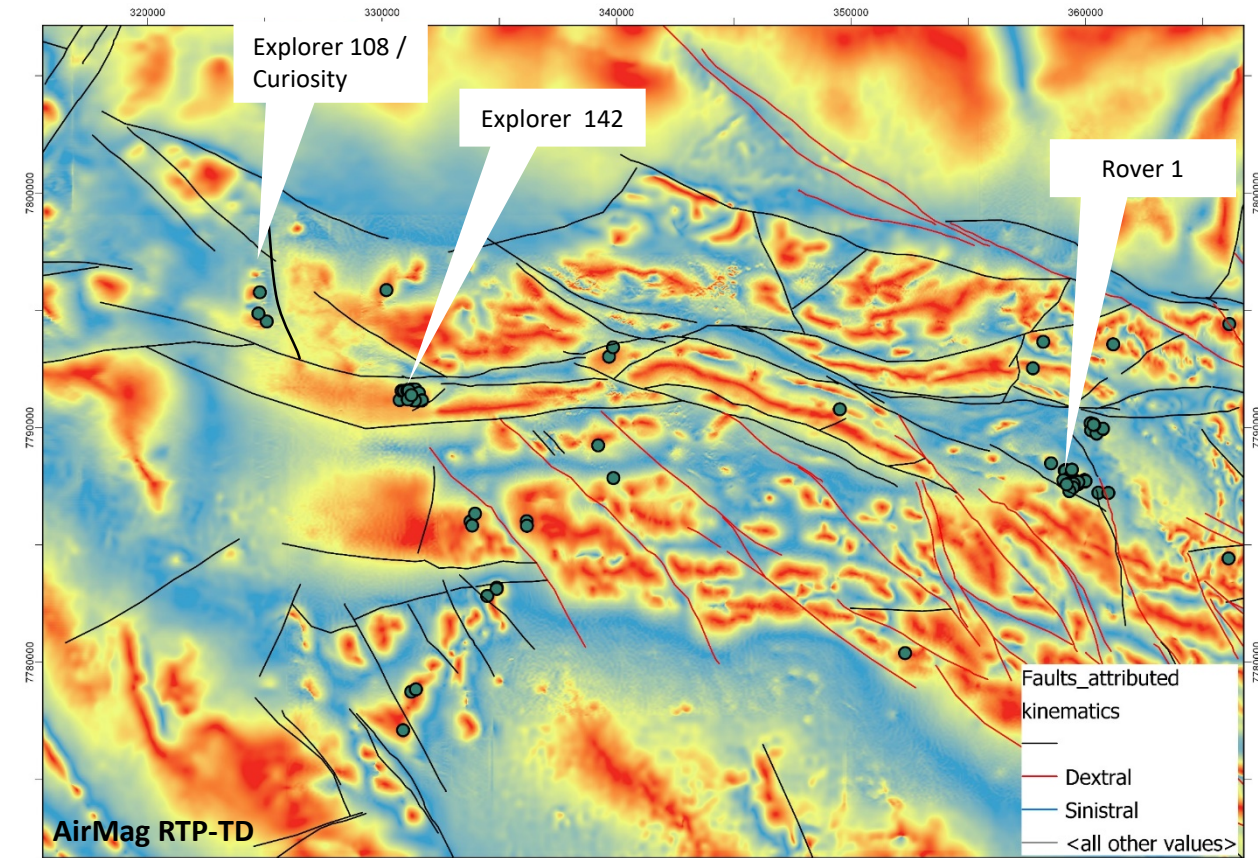 320000
330000
340000
350000
360000
Explorer 108 /
Curiosity
Explorer 142
Rover 1
7800000
7800000
7790000
7790000
7780000
7780000
Faults_attributed
kinematics
Dextral
Sinistral
<all other values>
AirMag RTP-TD